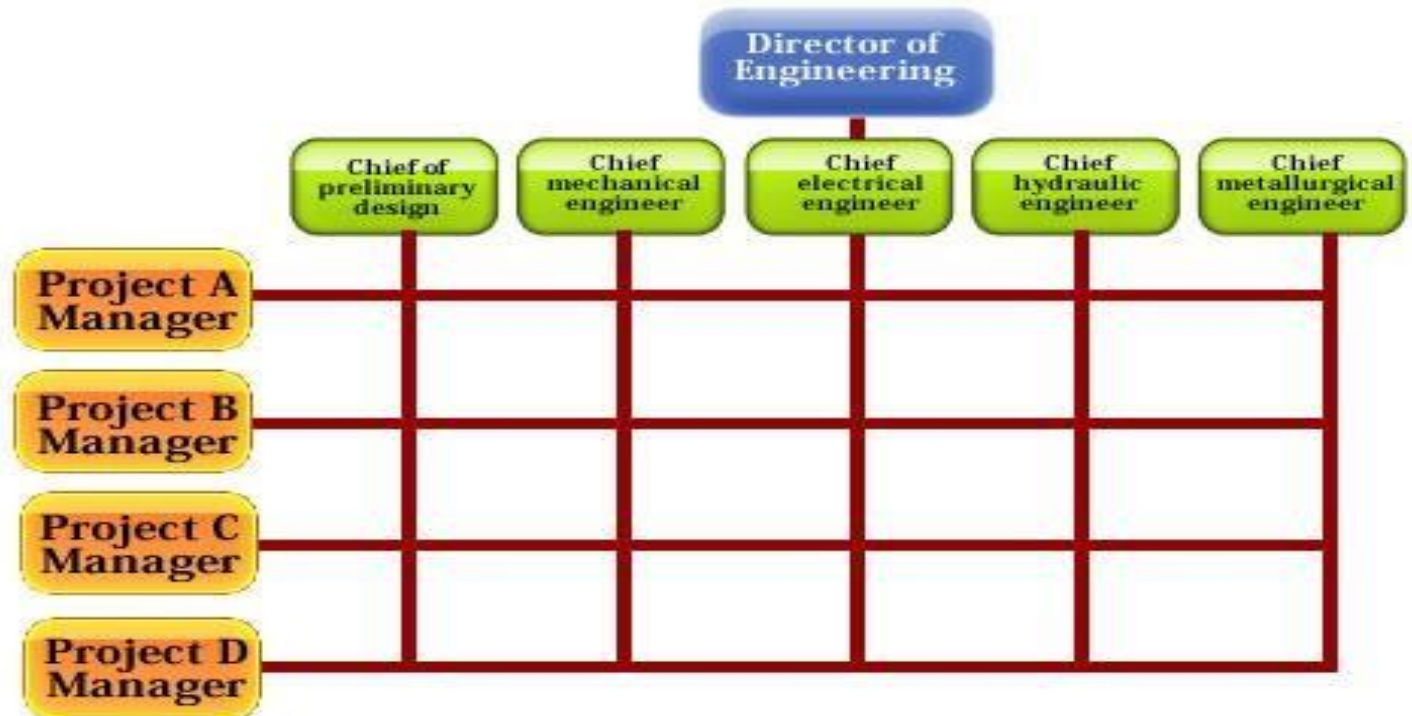 Director of
Engineering
Chief of
preliminary
design
Chief
mechanical
engineer
Chief
electrical
engineer
Chief
hydraulic
engineer
Chief
metallurgical
engineer
Project A
Manager
Project B
Manager
Project C
Manager
Project D
Manager